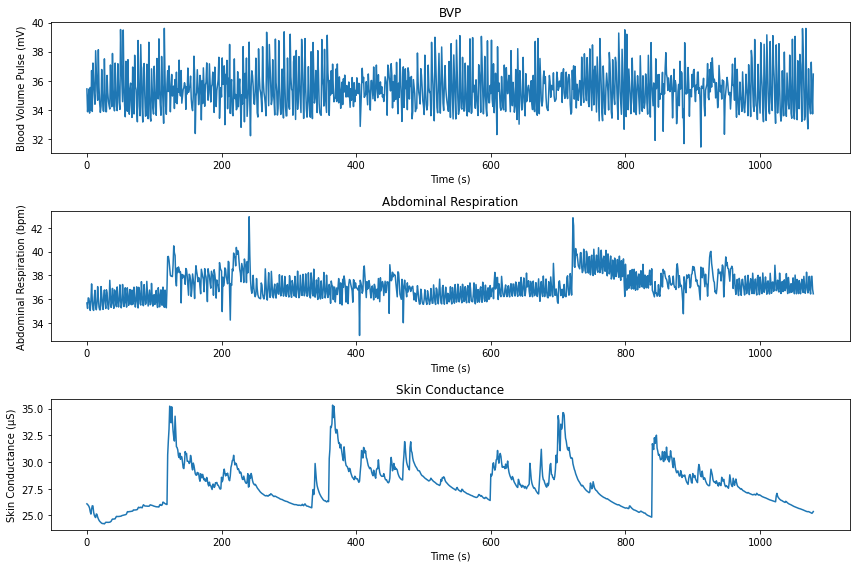 BVP
Blood Volume Pulse (mV)
40
38
36
34
32
0 200 400 600 800 1000
Time (s)
Abdominal Respiration
Abdominal Respiration (bpm)
42
40
38
36
34
0 200 400 600 800 1000
Time (s)
Skin Conductance
Skin Conductance (µS)
35.0
32.5
30.0
27.5
25.0
0 200 400 600 800 1000
Time (s)